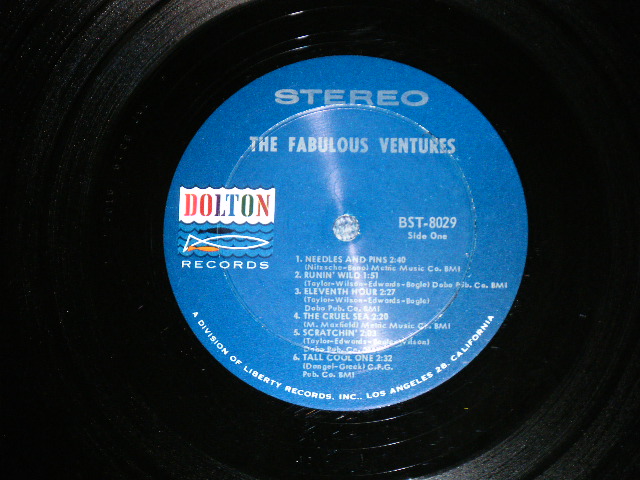 STEREO
THE FABULOUS VENTURES
DOLTON
RECORDS
BST-8029
Side One
1. NEEDLES AND PINS 2:40
(Nitzsche-Bono) Metric Music Co. BMI
2. RUNIN' WILD 1:51
(Taylor-Wilson-Edwards-Bogle) Dobo Pub. Co. BMI
3. ELEVENTH HOUR 2:27
(Taylor-Wilson-Edwards-Bogle)
Dobo Pub. Co. BMI
4. THE CRUEL SEA 2:20
(M. Maxfield) Metric Music Co. BMI
5. SCRATCHIN'
(Taylor-Edwards-Bogle-Wilson)
Dobo Pub. Co. BMI
6. TALL COOL ONE 2:32
(Dangel-Greek) C.F.G.
Pub. Co. BMI
A DIVISION OF LIBERTY RECORDS, INC., LOS ANGELES 28, CALIFORNIA